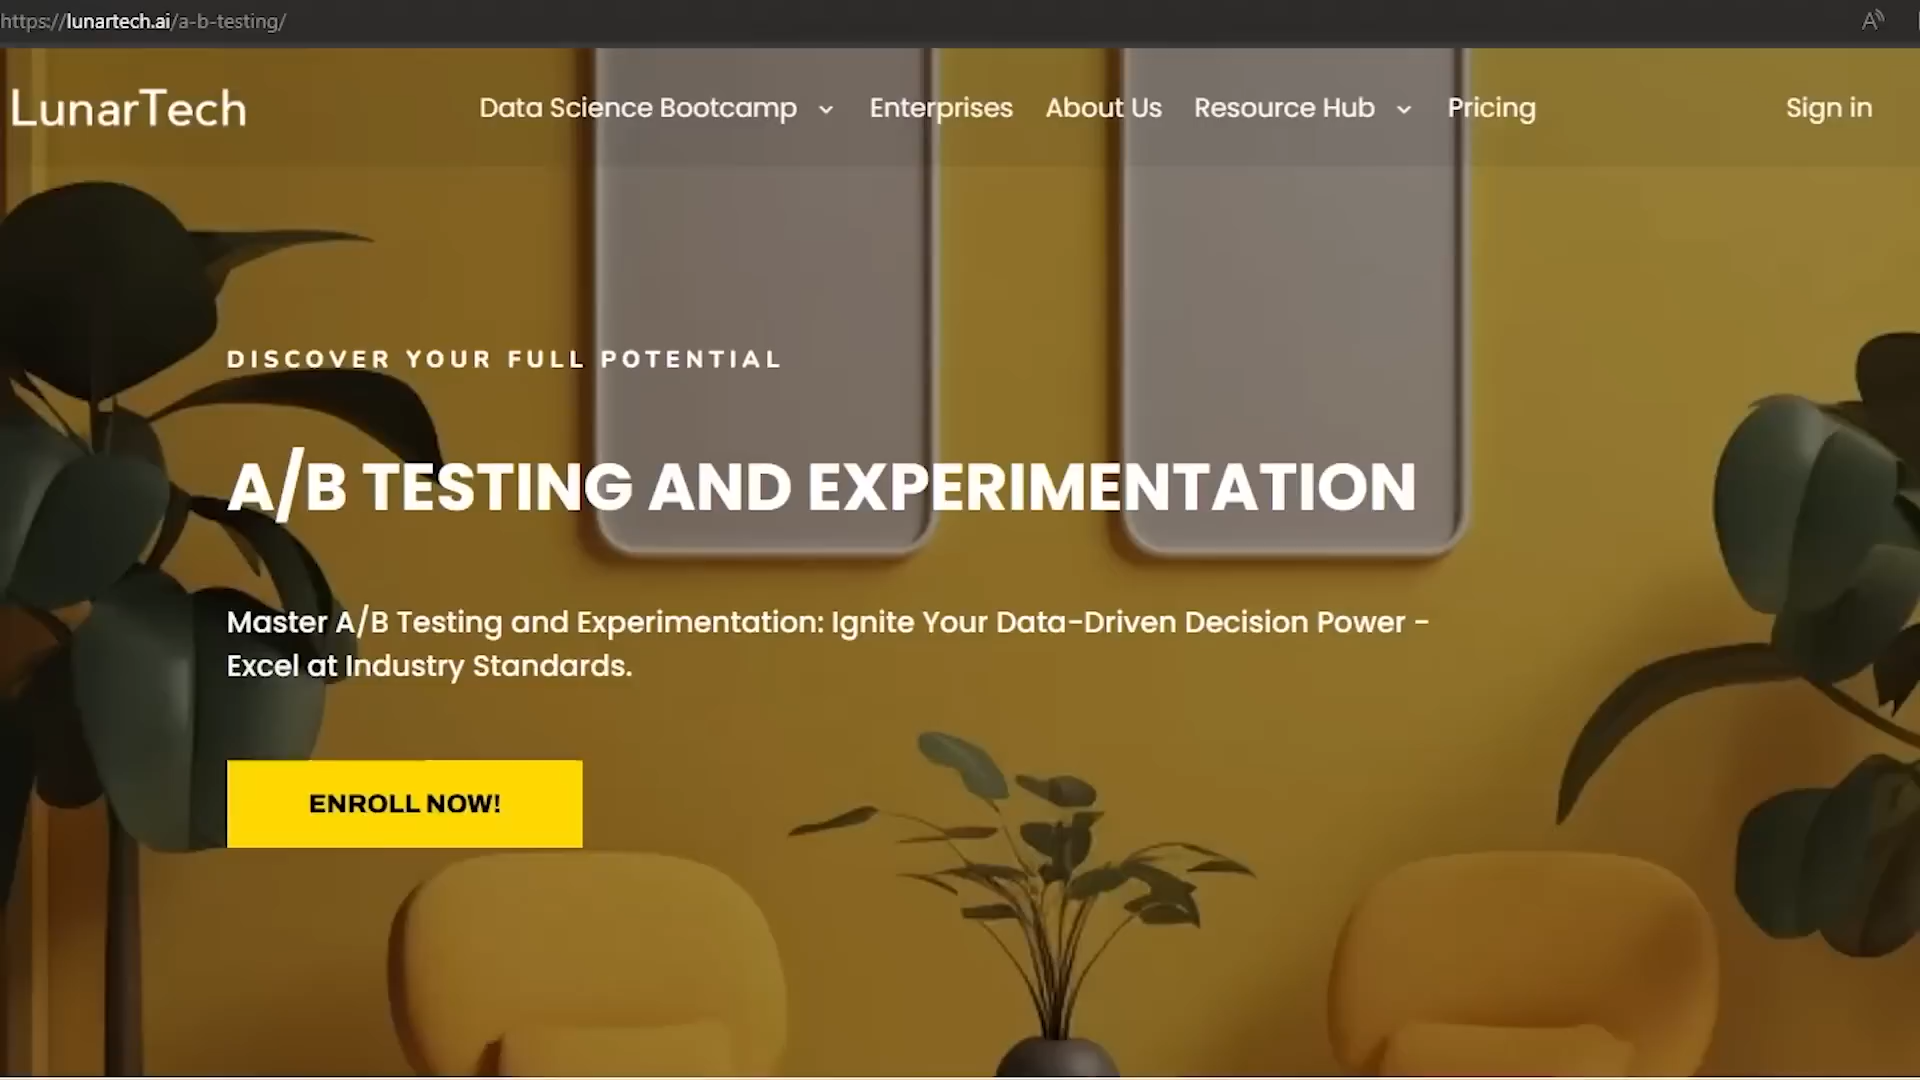 https://lunartech.ai/a-b-testing/
LunarTech
Data Science Bootcamp
Enterprises
About Us
Resource Hub
Pricing
Sign in
DISCOVER YOUR FULL POTENTIAL
A/B TESTING AND EXPERIMENTATION
Master A/B Testing and Experimentation: Ignite Your Data-Driven Decision Power -
Excel at Industry Standards.
ENROLL NOW!